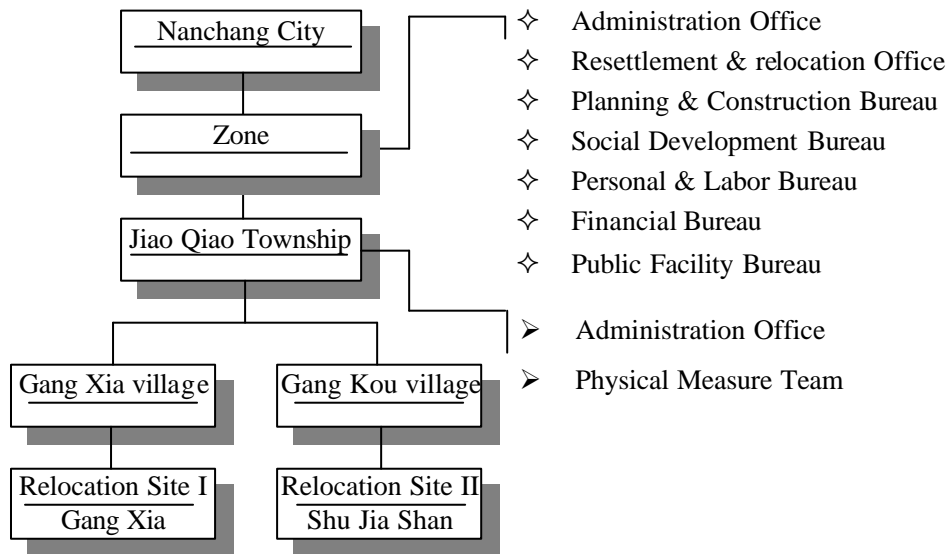 Nanchang City
Zone
Jiao Qiao Township
Gang Xia village
Gang Kou village
Relocation Site I
Gang Xia
Relocation Site II
Shu Jia Shan
✧ Administration Office
✧ Resettlement & relocation Office
✧ Planning & Construction Bureau
✧ Social Development Bureau
✧ Personal & Labor Bureau
✧ Financial Bureau
✧ Public Facility Bureau
➢ Administration Office
➢ Physical Measure Team